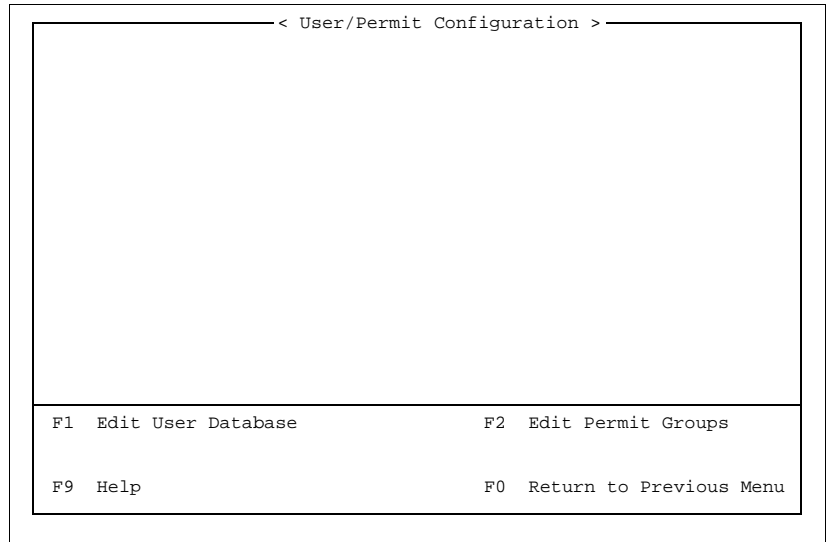 < User/Permit Configuration >
F1 Edit User Database F2 Edit Permit Groups
F9 Help F0 Return to Previous Menu